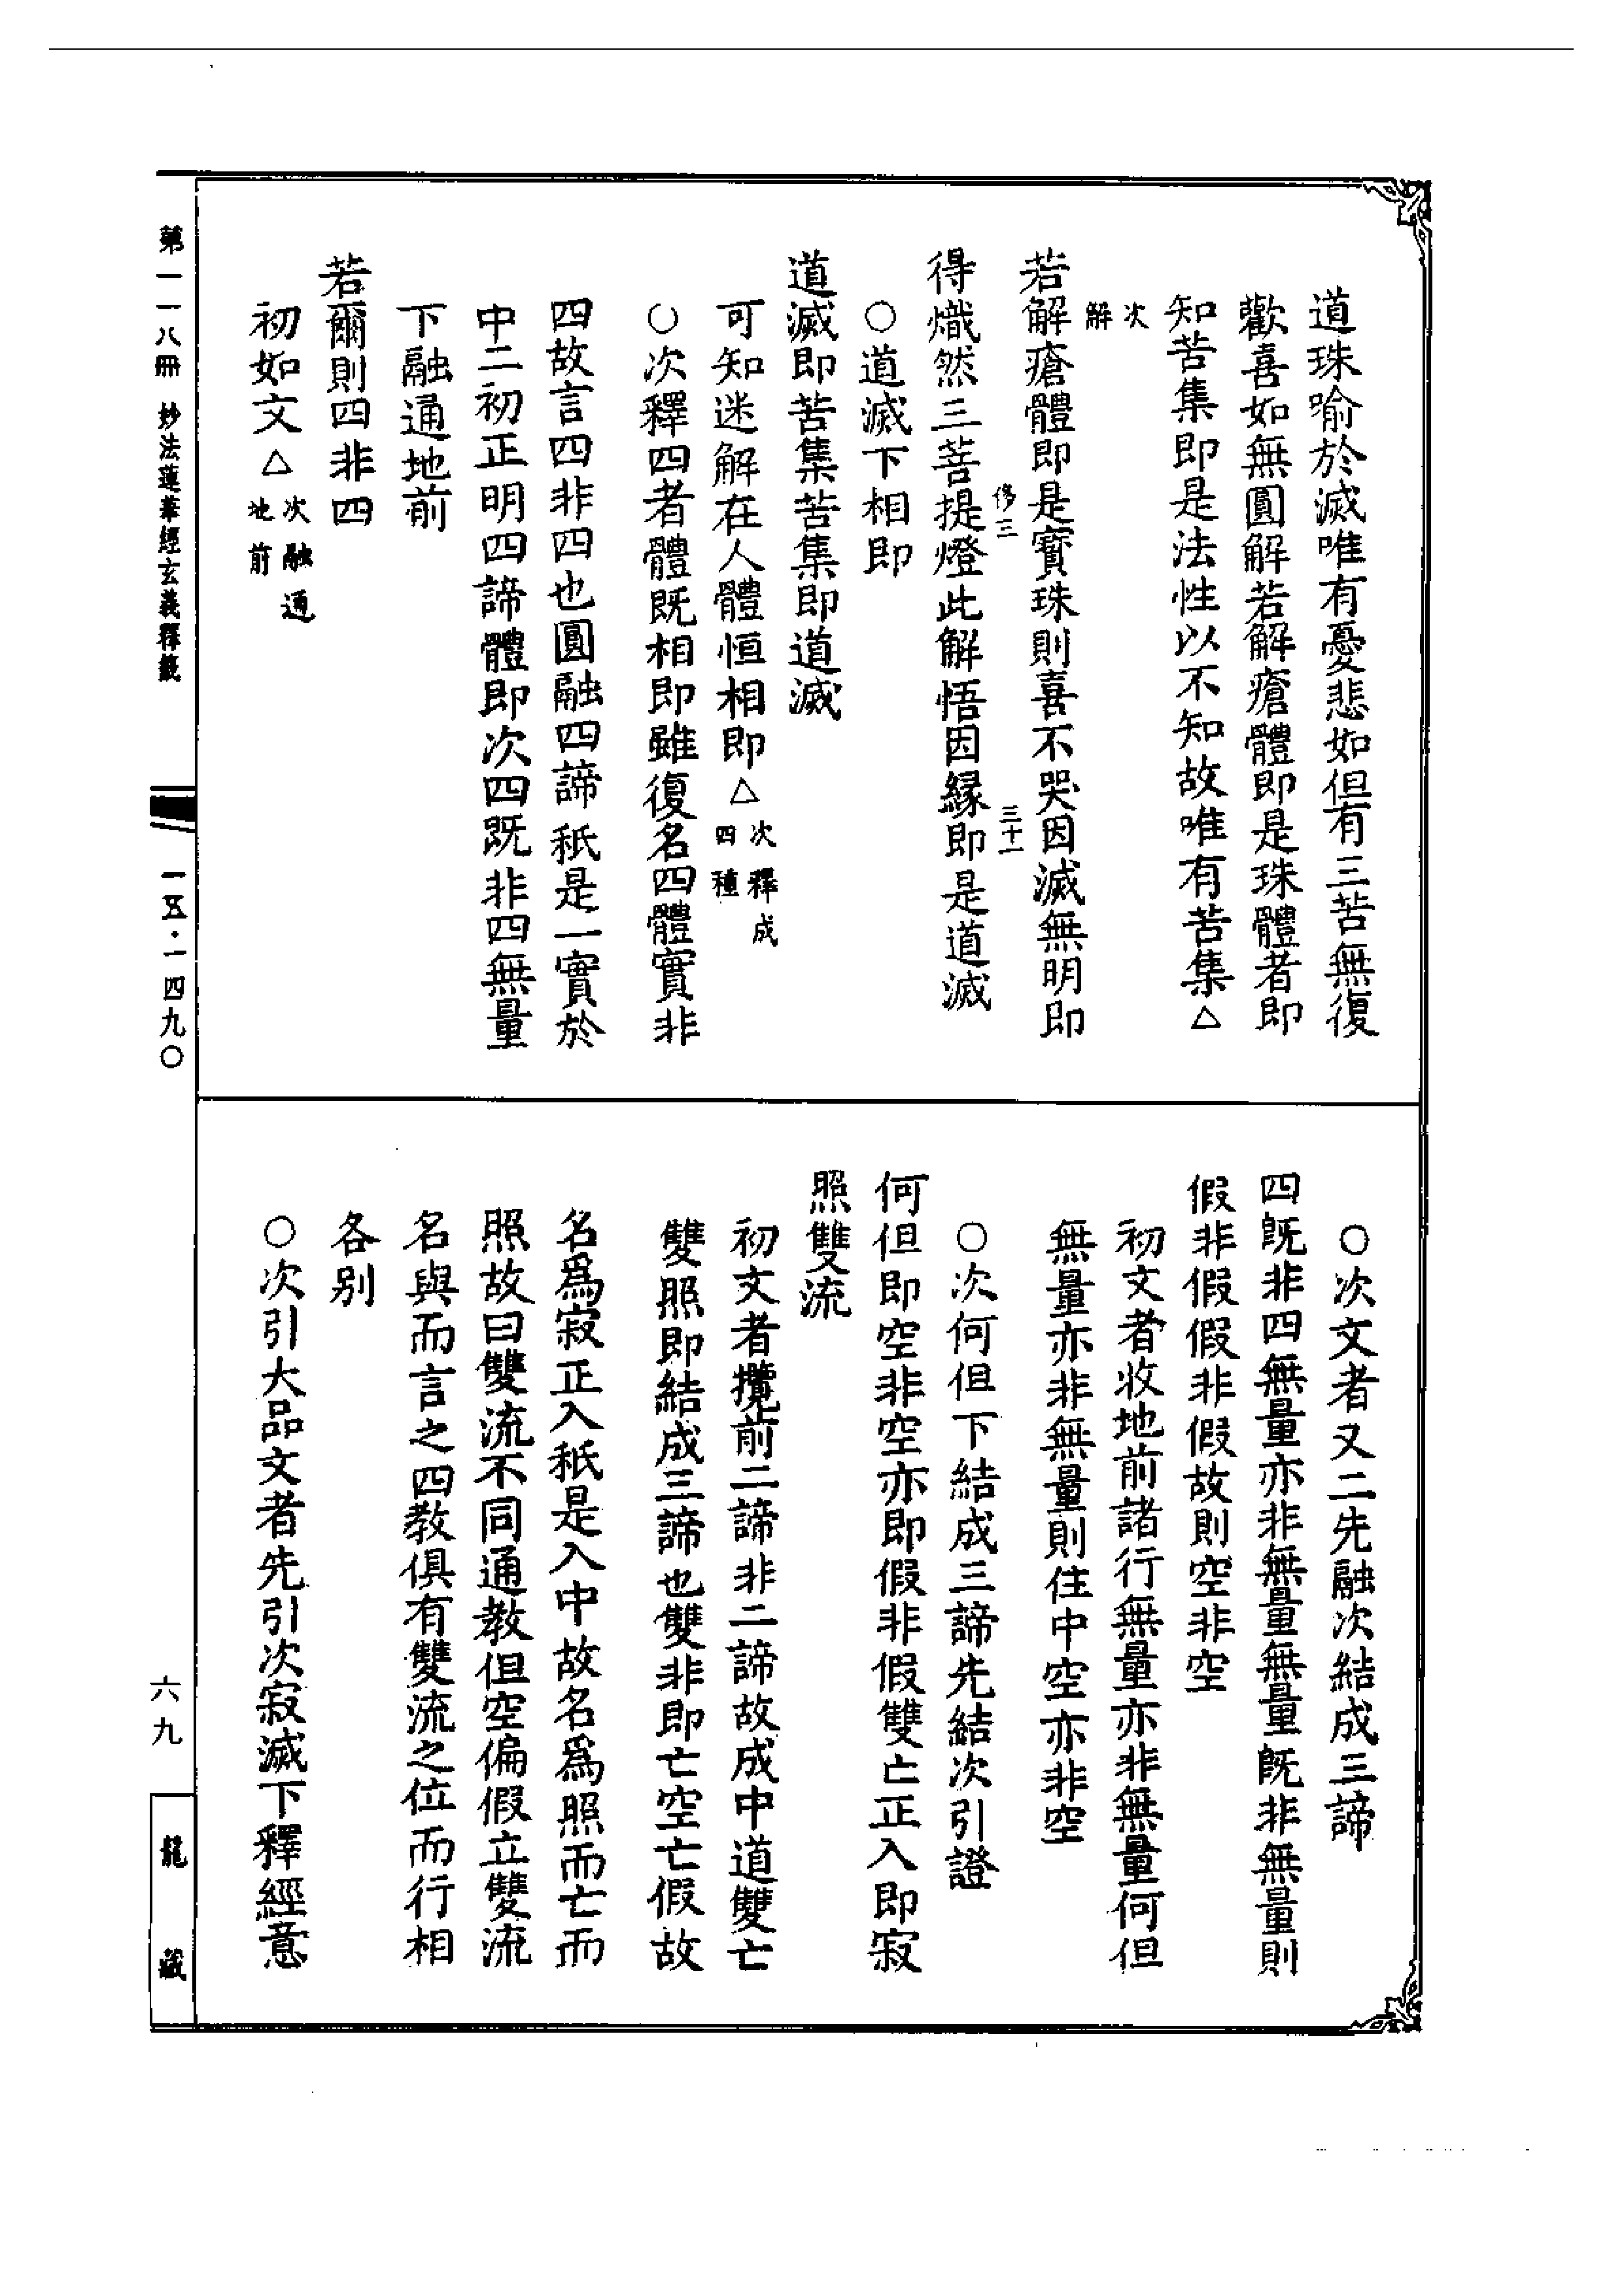 道珠喻於滅唯有憂悲如但有三苦無復
歡喜如無圓解若解瘡體即是珠體者即
知苦集即是法性以不知故唯有苦集△
次
解
若解瘡體即是寶珠則喜不哭因滅無明即
侈三
三十一
得熾然三菩提燈此解悟因緣即是道滅
○道滅下相即
道滅即苦集苦集即道滅
可知迷解在人體恒相即△次釋成
四種
○次釋四者體既相即雖復名四體實非
四故言四非四也圓融四諦秖是一實於
中二初正明四諦體即次四既非四無量
下融通地前
若爾則四非四
初如文△次融通
地前
○次文者又二先融次結成三諦
四旣非四無量亦非無量無量旣非無量則
假非假假非假故則空非空
初文者收地前諸行無量亦非無量何但
無量亦非無量則住中空亦非空
○次何但下結成三諦先結次引證
何但即空非空亦即假非假雙亡正入即寂
照雙流
初文者攬前二諦非二諦故成中道雙亡
雙照即結成三諦也雙非即亡空亡假故
名爲寂正入秖是入中故名爲照而亡而
照故曰雙流不同通教但空偏假立雙流
名與而言之四教俱有雙流之位而行相
各別
○次引大品文者先引次寂滅下釋經意
第一一八冊 妙法蓮華經玄義釋籤
一五·一四九〇
六九
龍藏